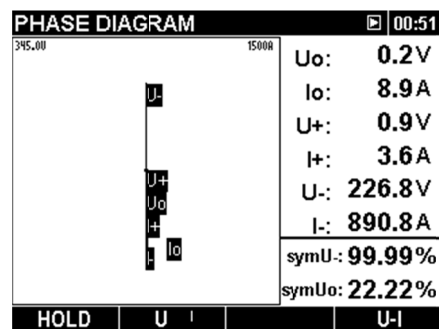 PHASE DIAGRAM 00:51
345.0U 1500A
U-
U+
Uo
I+
Io
I-
Uo: 0.2V
Io: 8.9A
U+: 0.9V
I+: 3.6A
U-: 226.8V
I-: 890.8A
symU-: 99.99%
symUo: 22.22%
HOLD U I U-I